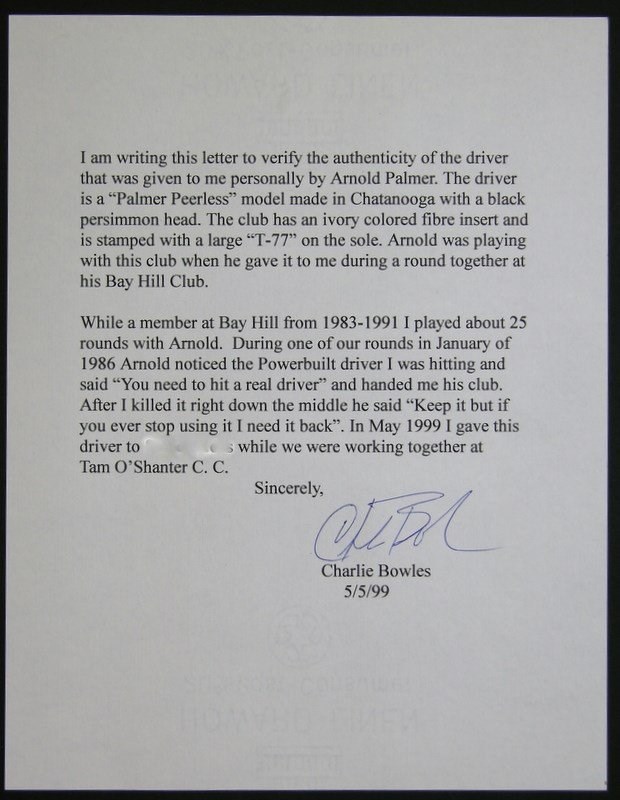 I am writing this letter to verify the authenticity of the driver
that was given to me personally by Arnold Palmer. The driver
is a “Palmer Peerless” model made in Chatanooga with a black
persimmon head. The club has an ivory colored fibre insert and
is stamped with a large “T-77” on the sole. Arnold was playing
with this club when he gave it to me during a round together at
his Bay Hill Club.
While a member at Bay Hill from 1983-1991 I played about 25
rounds with Arnold.  During one of our rounds in January of
1986 Arnold noticed the Powerbuilt driver I was hitting and
said “You need to hit a real driver” and handed me his club.
After I killed it right down the middle he said “Keep it but if
you ever stop using it I need it back”. In May 1999 I gave this
driver to while we were working together at
Tam O’Shanter C. C.
Sincerely,
Charlie Bowles
5/5/99